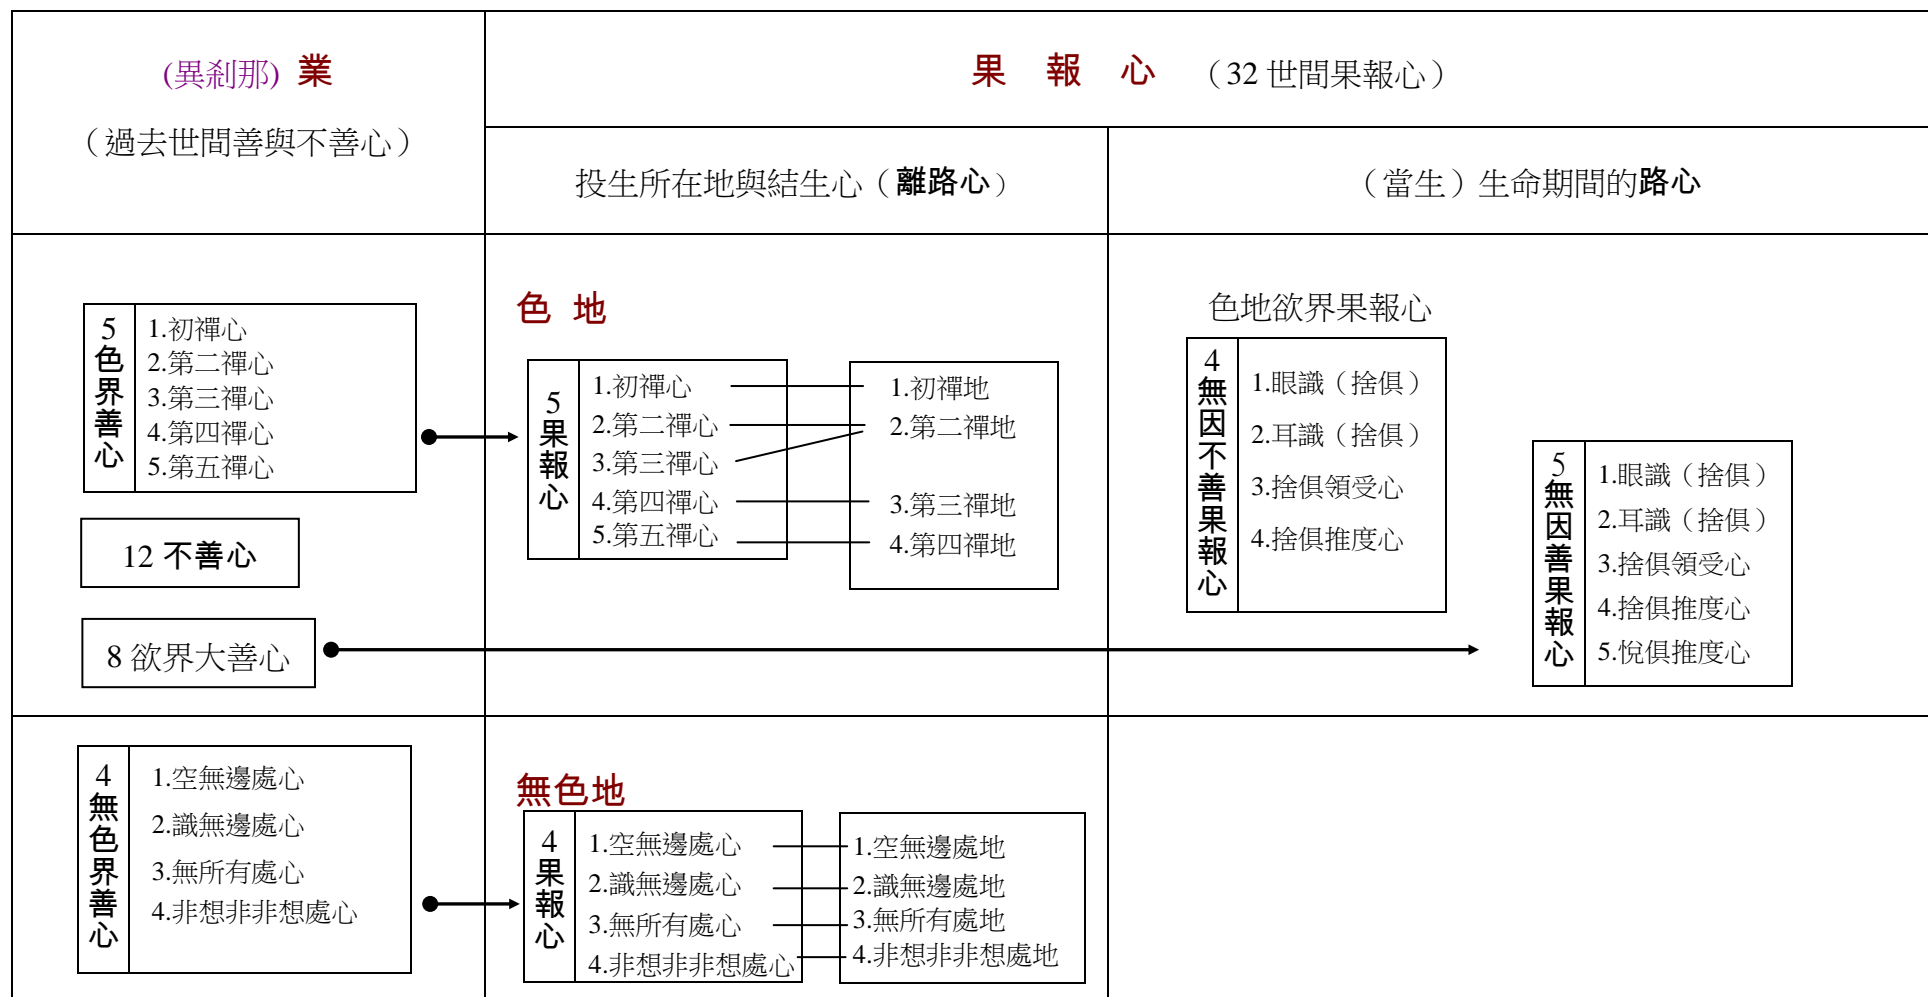 (異剎那) 業
（過去世間善與不善心）
果 報 心 （32 世間果報心）
投生所在地與結生心（離路心）
（當生）生命期間的路心
5色界善心
1.初禪心
2.第二禪心
3.第三禪心
4.第四禪心
5.第五禪心
12 不善心
8 欲界大善心
色 地
5果報心
1.初禪心
2.第二禪心
3.第三禪心
4.第四禪心
5.第五禪心
1.初禪地
2.第二禪地
3.第三禪地
4.第四禪地
色地欲界果報心
4無因不善果報心
1.眼識（捨俱）
2.耳識（捨俱）
3.捨俱領受心
4.捨俱推度心
5無因善果報心
1.眼識（捨俱）
2.耳識（捨俱）
3.捨俱領受心
4.捨俱推度心
5.悅俱推度心
4無色界善心
1.空無邊處心
2.識無邊處心
3.無所有處心
4.非想非非想處心
無色地
4果報心
1.空無邊處心
2.識無邊處心
3.無所有處心
4.非想非非想處心
1.空無邊處地
2.識無邊處地
3.無所有處地
4.非想非非想處地